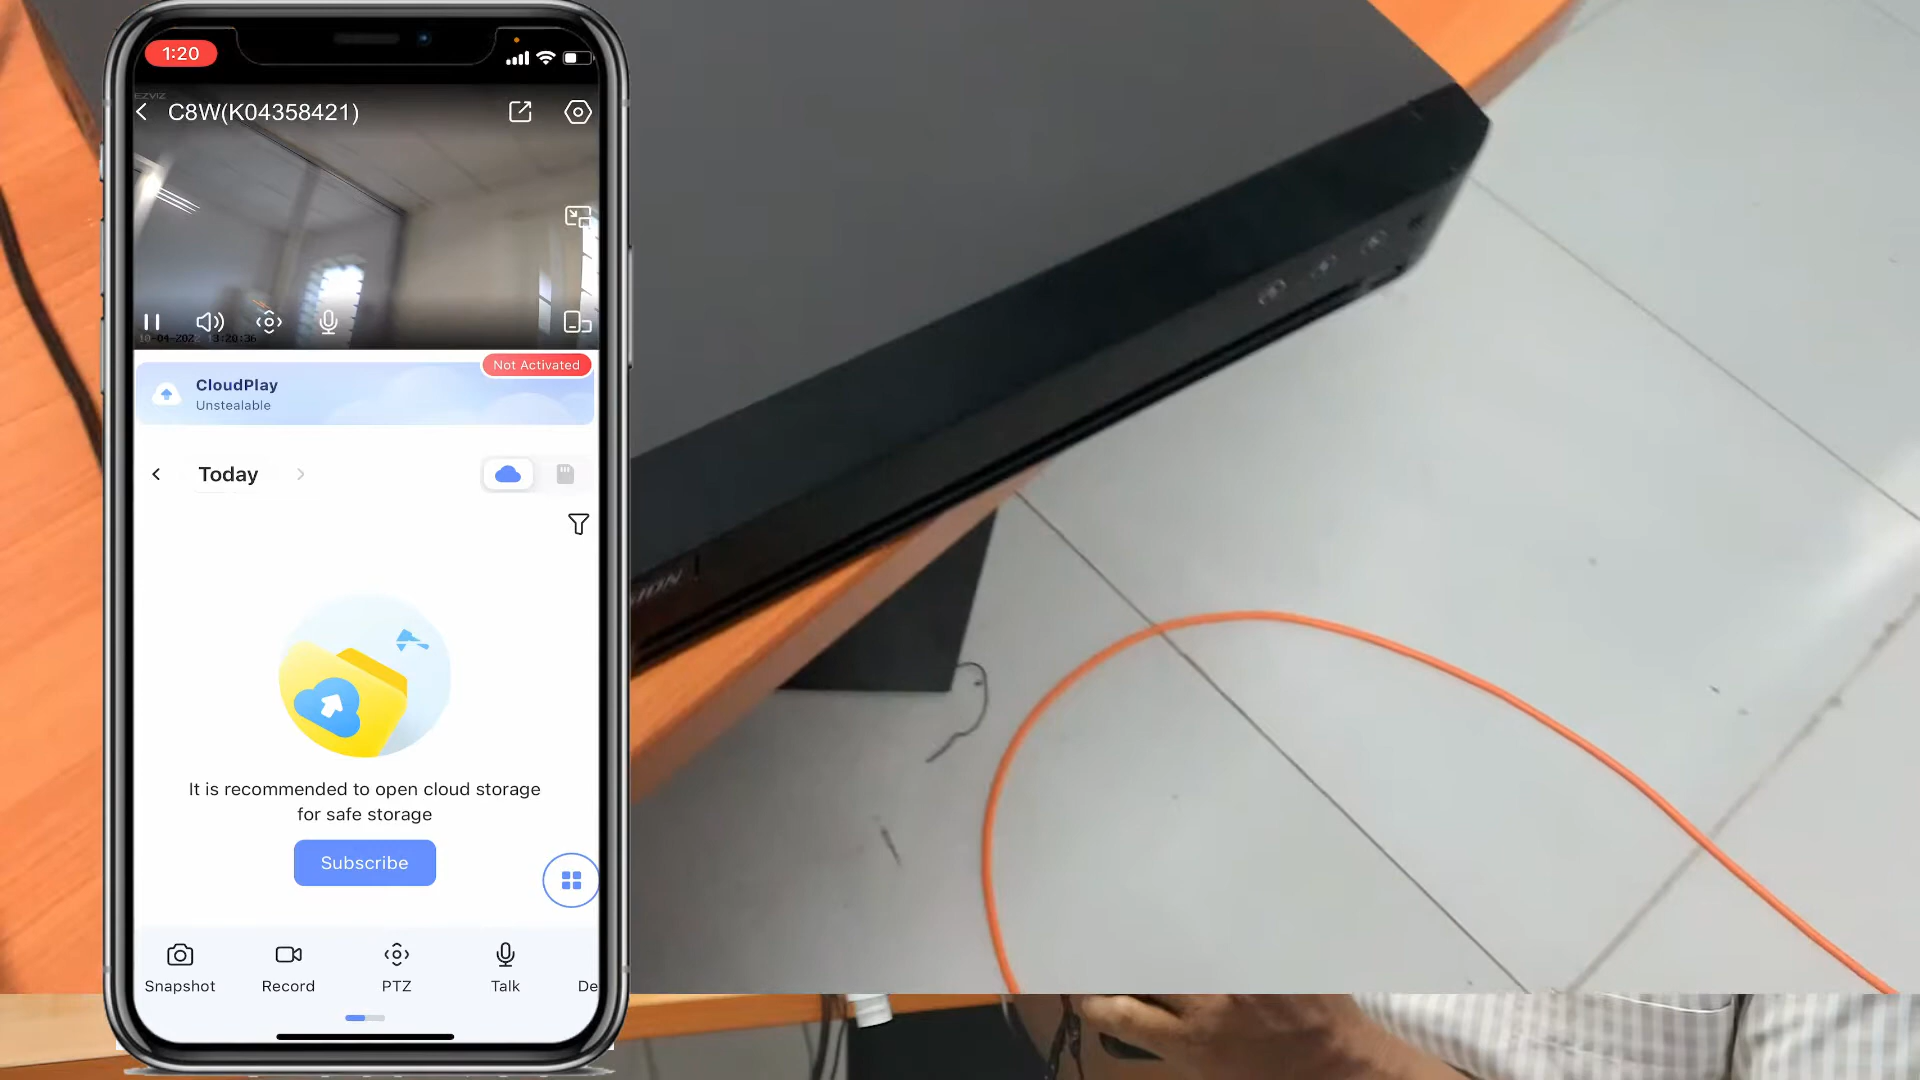 1:20
EZVIZ
C8W(K04358421)
Not Activated
CloudPlay
Unstealable
Today
It is recommended to open cloud storage
for safe storage
Subscribe
Snapshot
Record
PTZ
Talk
De